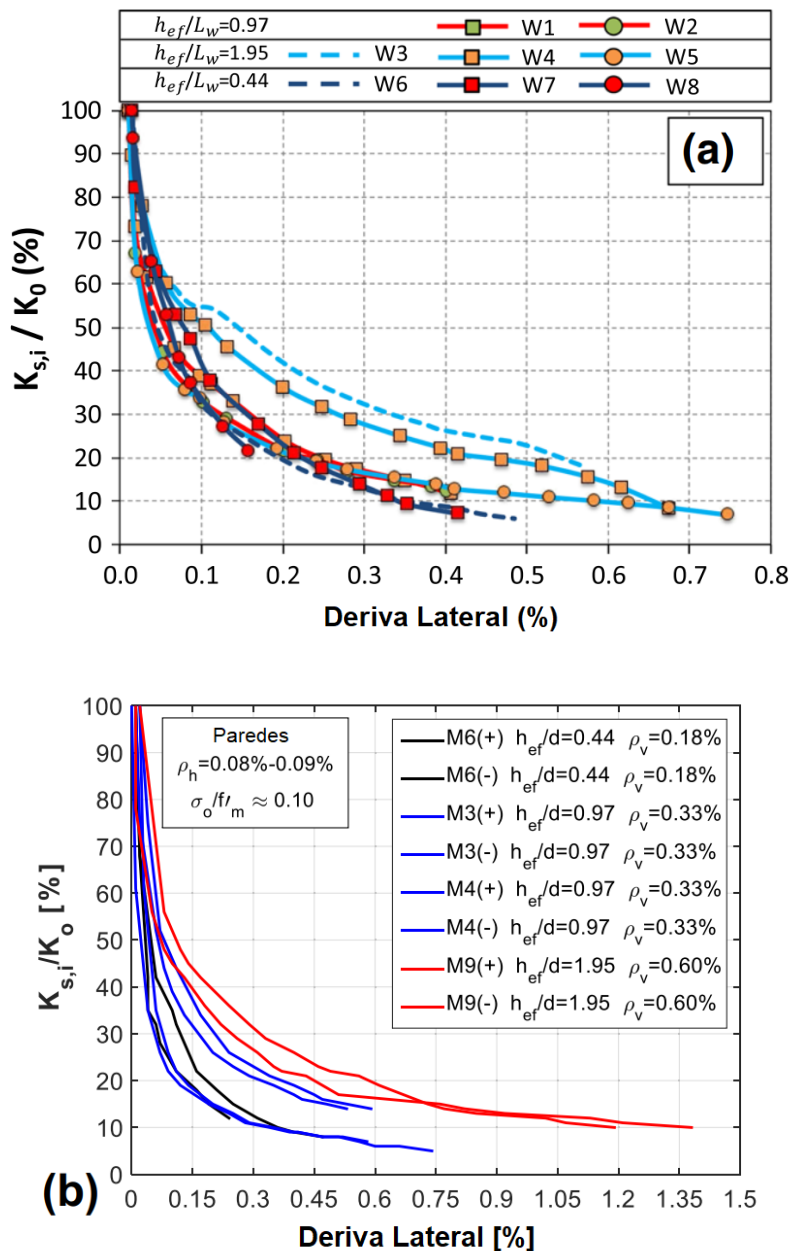 h_ef/L_w=0.97 W1 W2
h_ef/L_w=1.95 W3 W4 W5
h_ef/L_w=0.44 W6 W7 W8
(a)
100
90
80
70
60
50
40
30
20
10
0
K_s,i / K_0 (%)
0.0 0.1 0.2 0.3 0.4 0.5 0.6 0.7 0.8
Deriva Lateral (%)
100
90
80
70
60
50
40
30
20
10
0
K_s,i/K_o [%]
Paredes
ρ_h=0.08%-0.09%
σ_o/f′_m ≈ 0.10
M6(+) h_ef/d=0.44 ρ_v=0.18%
M6(-) h_ef/d=0.44 ρ_v=0.18%
M3(+) h_ef/d=0.97 ρ_v=0.33%
M3(-) h_ef/d=0.97 ρ_v=0.33%
M4(+) h_ef/d=0.97 ρ_v=0.33%
M4(-) h_ef/d=0.97 ρ_v=0.33%
M9(+) h_ef/d=1.95 ρ_v=0.60%
M9(-) h_ef/d=1.95 ρ_v=0.60%
0 0.15 0.3 0.45 0.6 0.75 0.9 1.05 1.2 1.35 1.5
(b)
Deriva Lateral [%]